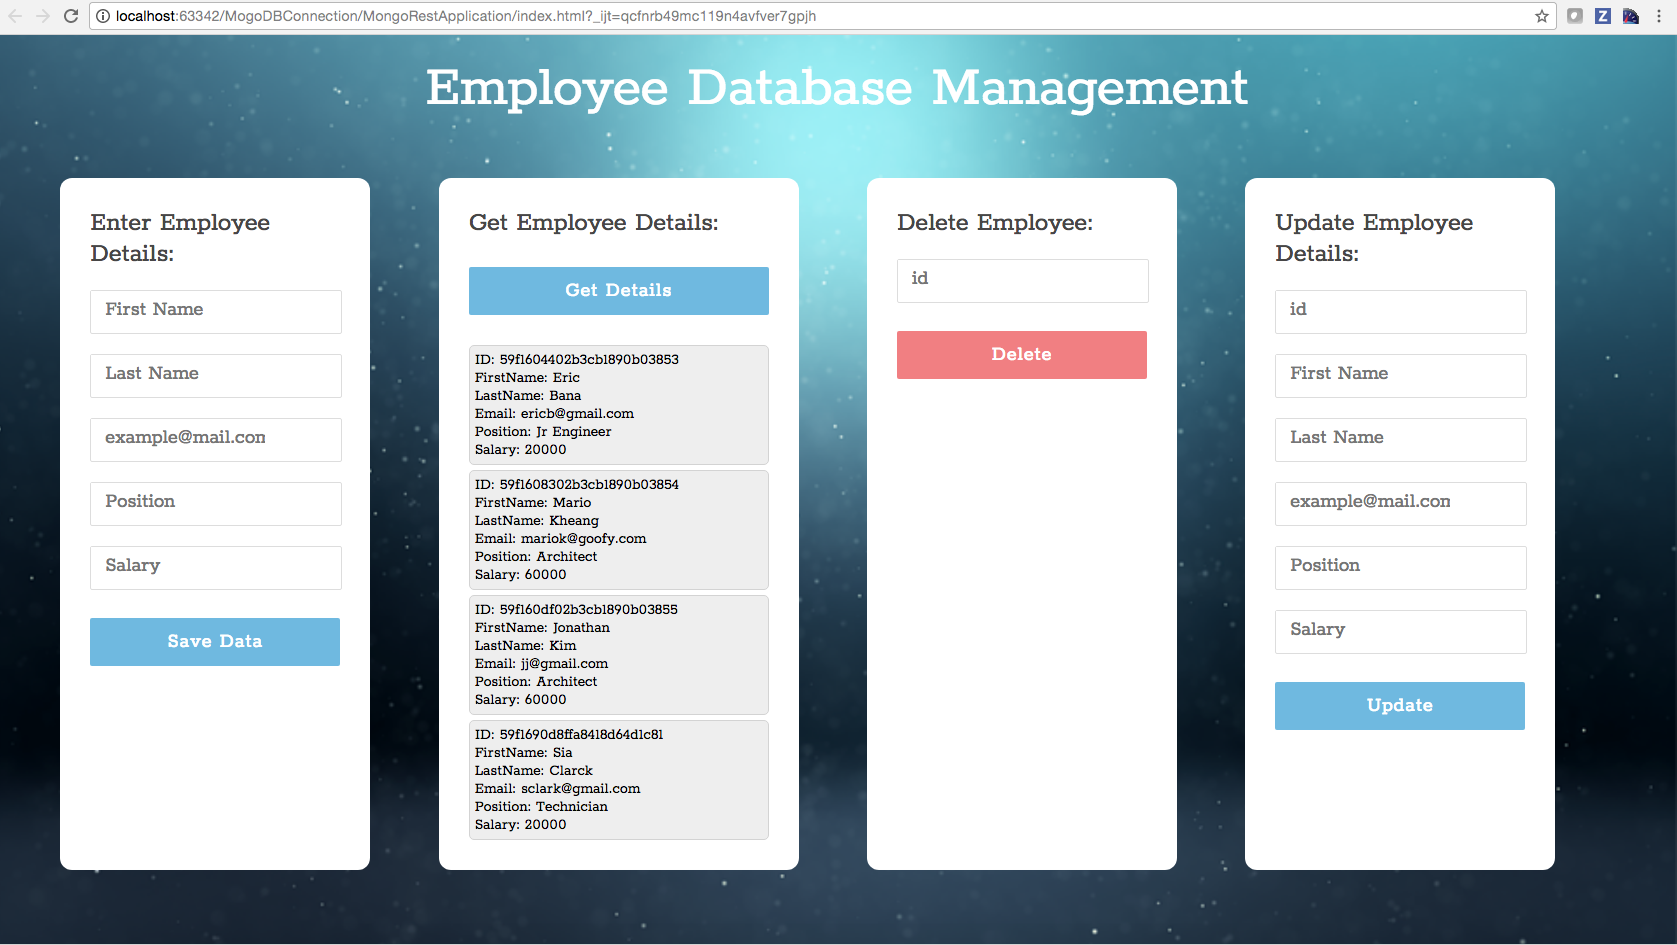 localhost:63342/MogoDBConnection/MongoRestApplication/index.html?_ijt=qcfnrb49mc119n4avfver7gpjh
Z
Employee Database Management
Enter Employee
Details:
First Name
Last Name
example@mail.con
Position
Salary
Save Data
Get Employee Details:
Get Details
ID: 59f1604402b3cb1890b03853
FirstName: Eric
LastName: Bana
Email: ericb@gmail.com
Position: Jr Engineer
Salary: 20000
ID: 59f1608302b3cb1890b03854
FirstName: Mario
LastName: Kheang
Email: mariok@goofy.com
Position: Architect
Salary: 60000
ID: 59f160df02b3cb1890b03855
FirstName: Jonathan
LastName: Kim
Email: jj@gmail.com
Position: Architect
Salary: 60000
ID: 59f1690d8ffa8418d64d1c81
FirstName: Sia
LastName: Clarck
Email: sclark@gmail.com
Position: Technician
Salary: 20000
Delete Employee:
id
Delete
Update Employee
Details:
id
First Name
Last Name
example@mail.con
Position
Salary
Update